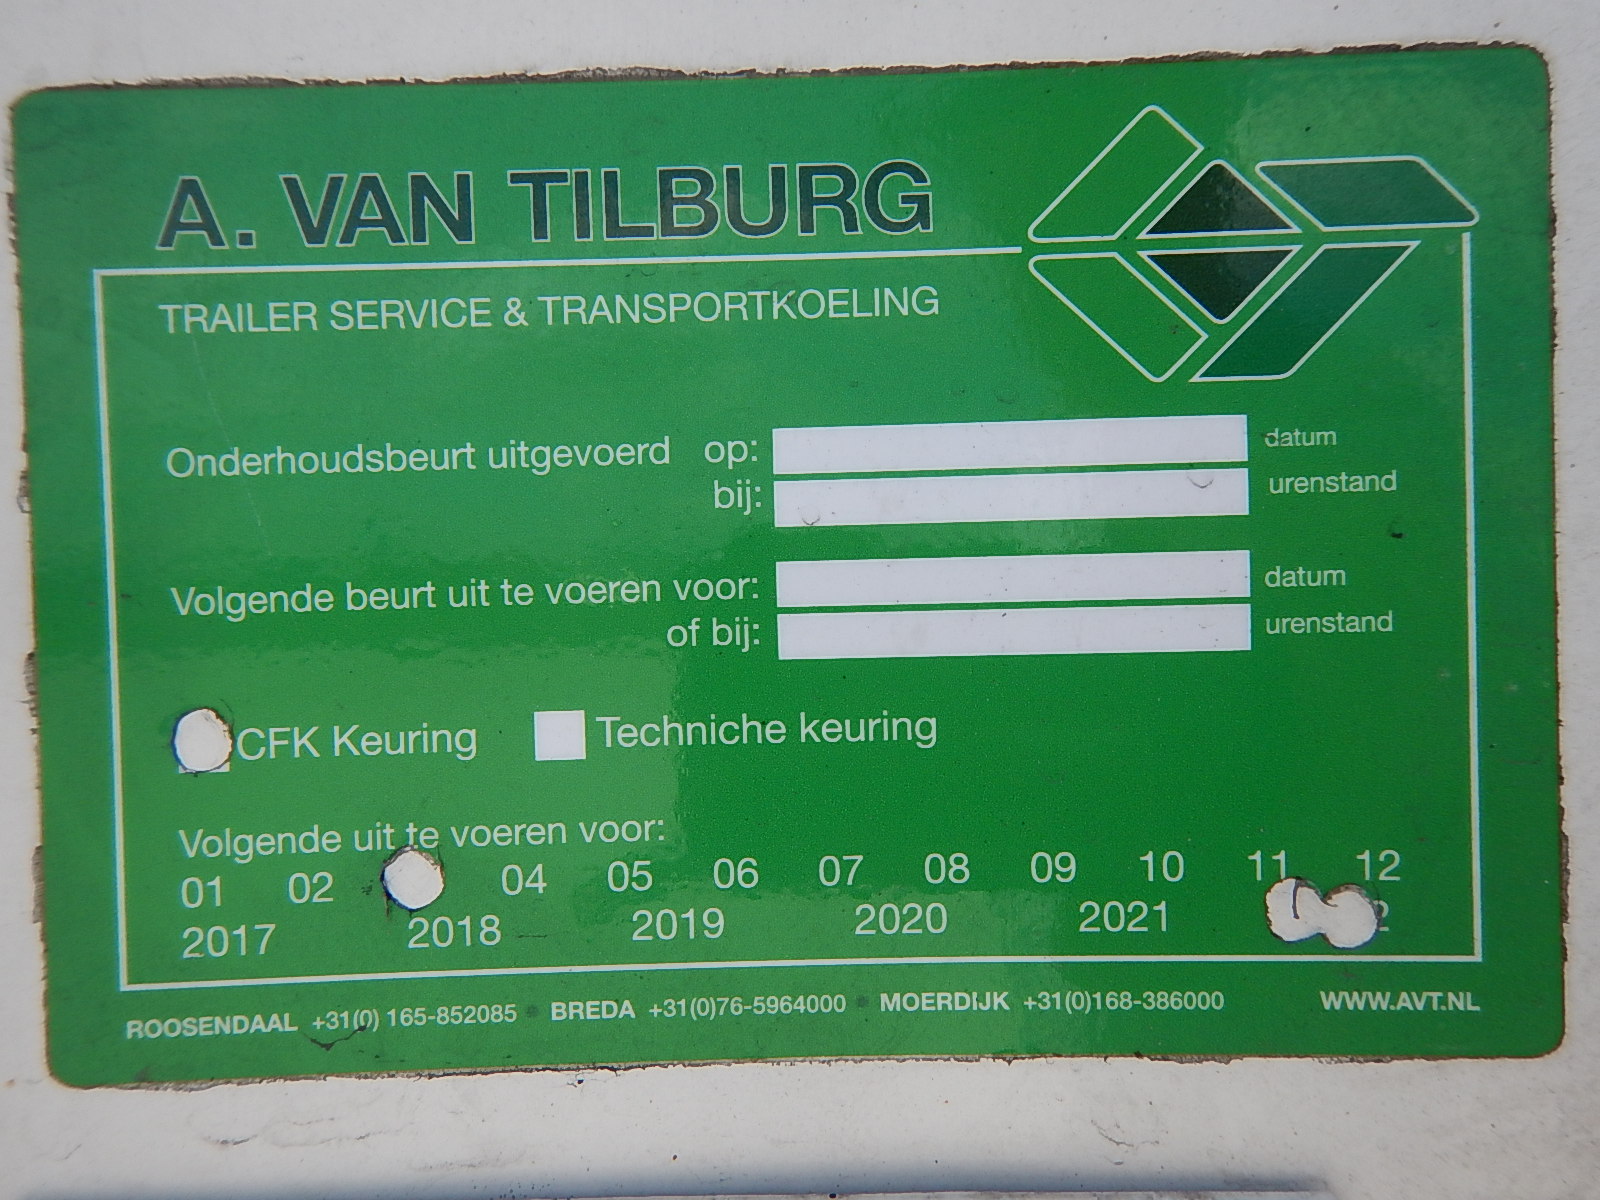 A. VAN TILBURG
TRAILER SERVICE & TRANSPORTKOELING
Onderhoudsbeurt uitgevoerd op: datum
bij: urenstand
Volgende beurt uit te voeren voor: datum
of bij: urenstand
CFK Keuring Techniche keuring
Volgende uit te voeren voor:
01 02 04 05 06 07 08 09 10 11 12
2017 2018 2019 2020 2021
ROOSENDAAL +31(0) 165-852085 BREDA +31(0)76-5964000 MOERDIJK +31(0)168-386000 WWW.AVT.NL